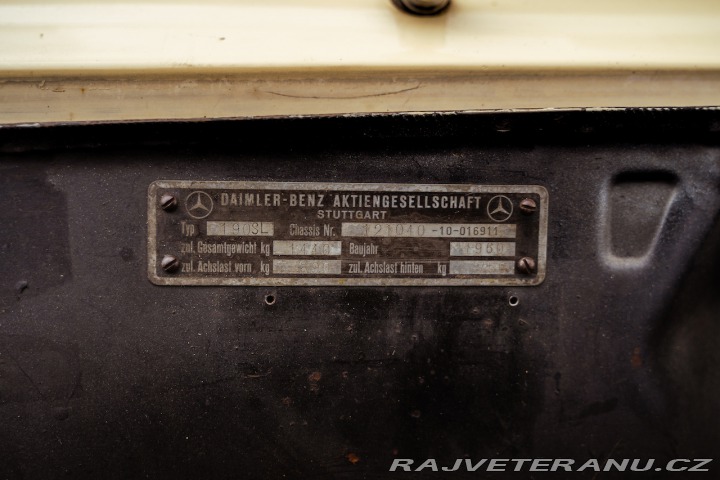 DAIMLER-BENZ AKTIENGESELLSCHAFT
STUTTGART
Typ 190SL Chassis Nr. 121040 -10-016911
zul. Gesamtgewicht kg Baujahr 1960
zul. Achslast vorn kg zul. Achslast hinten kg
RAJVETERANU.CZ